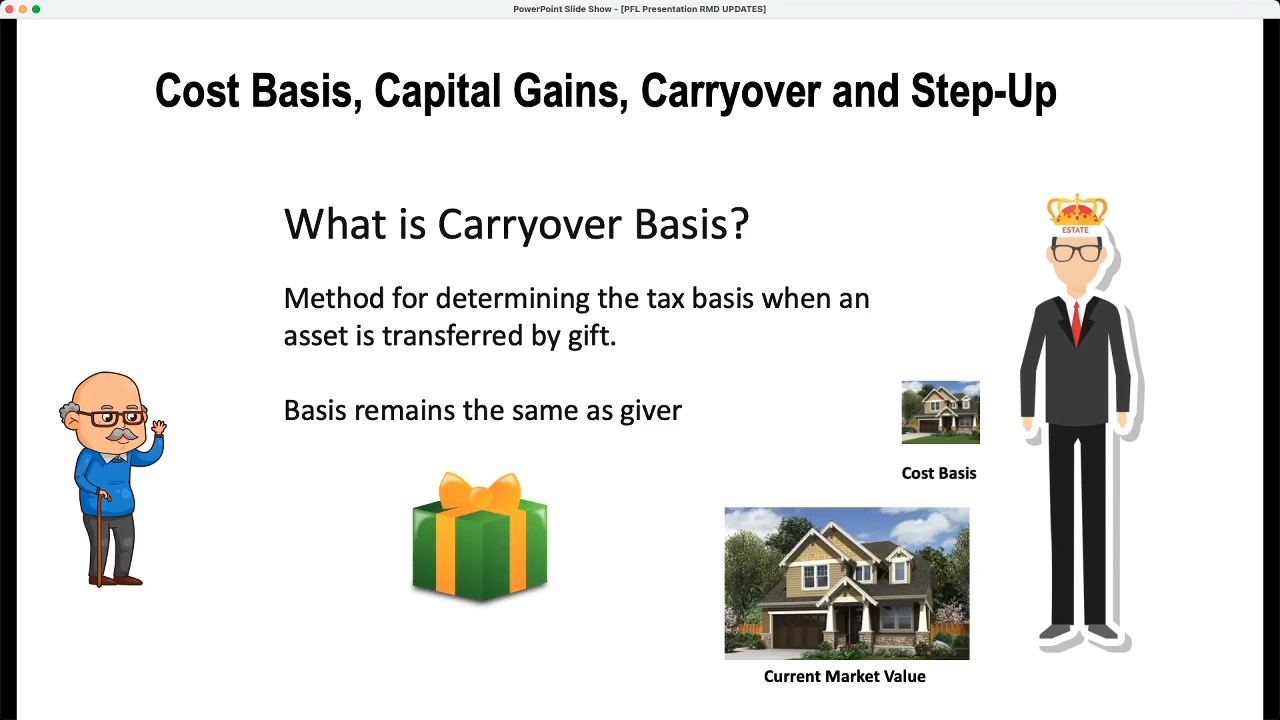 PowerPoint Slide Show - [PFL Presentation RMD UPDATES]
Cost Basis, Capital Gains, Carryover and Step-Up
What is Carryover Basis?
Method for determining the tax basis when an
asset is transferred by gift.
Basis remains the same as giver
ESTATE
Cost Basis
Current Market Value